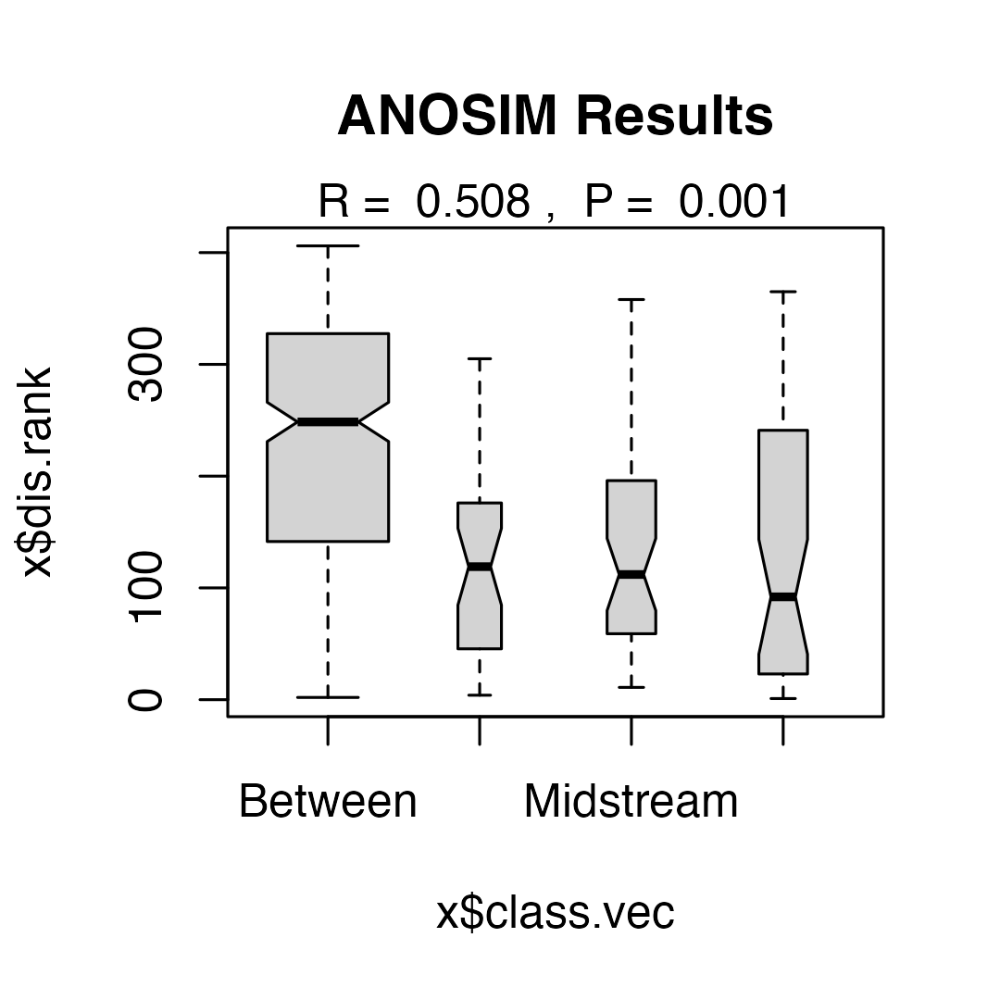 ANOSIM Results
R = 0.508 , P = 0.001
x$dis.rank
300
100
0
Between Midstream
x$class.vec